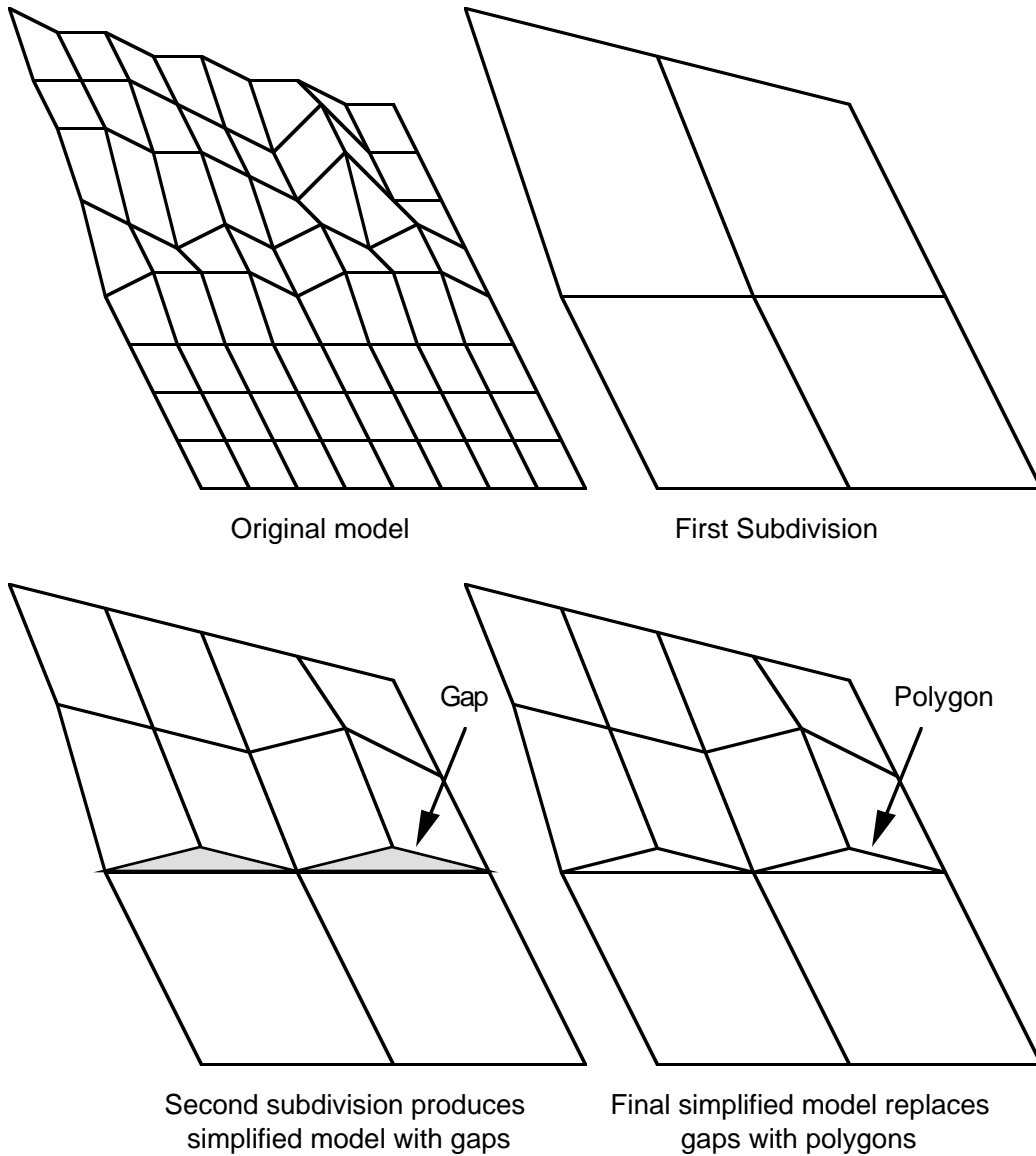 Original model
First Subdivision
Gap
Polygon
Second subdivision produces
simplified model with gaps
Final simplified model replaces
gaps with polygons